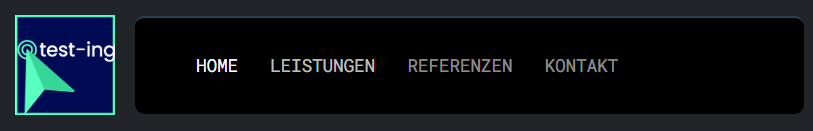 test-ing
HOME LEISTUNGEN REFERENZEN KONTAKT